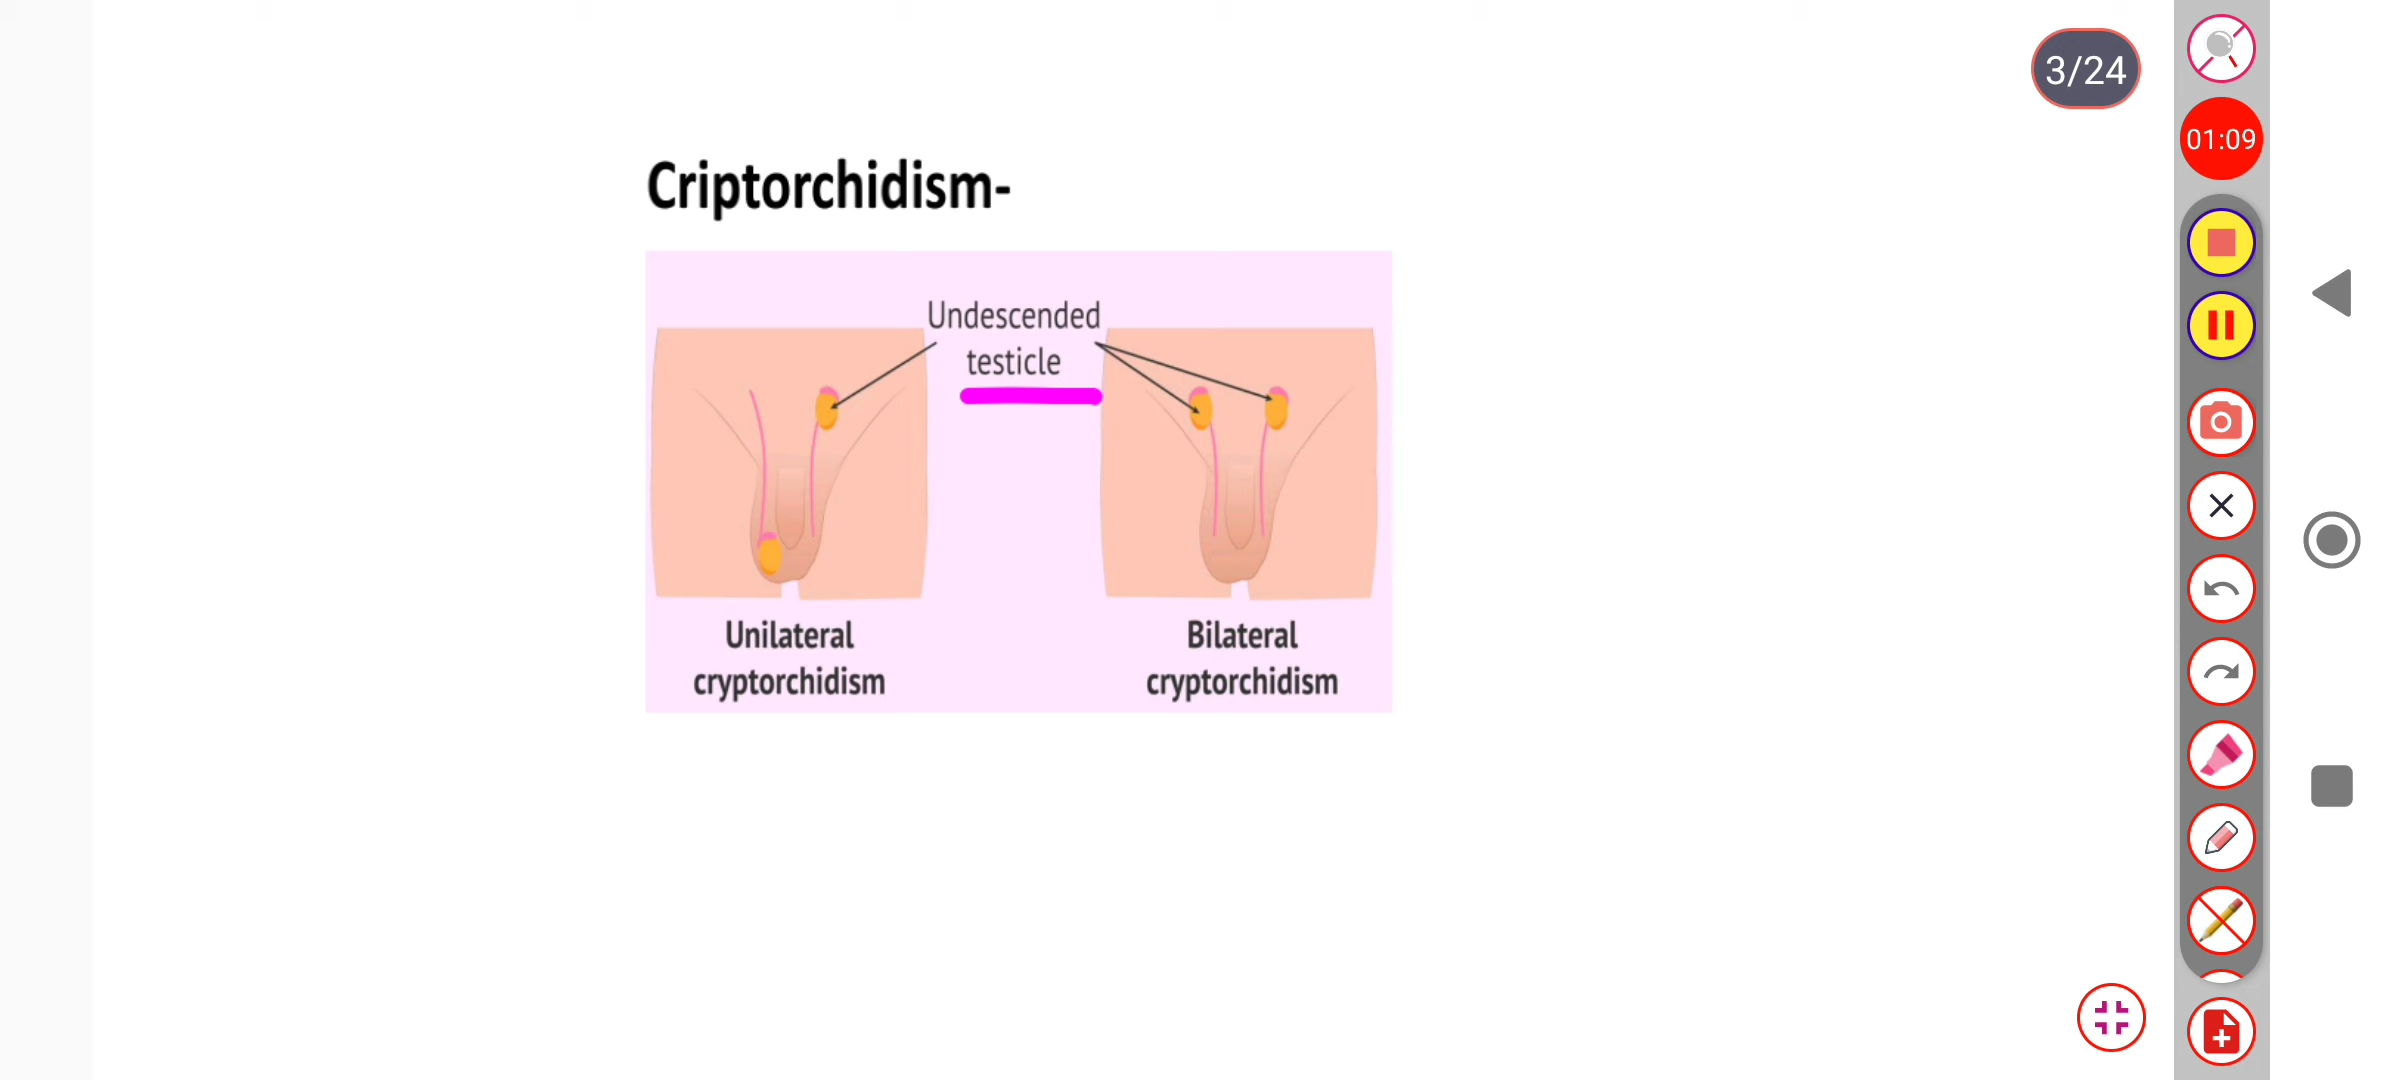 3/24
01:09
Criptorchidism-
Undescended
testicle
Unilateral
cryptorchidism
Bilateral
cryptorchidism